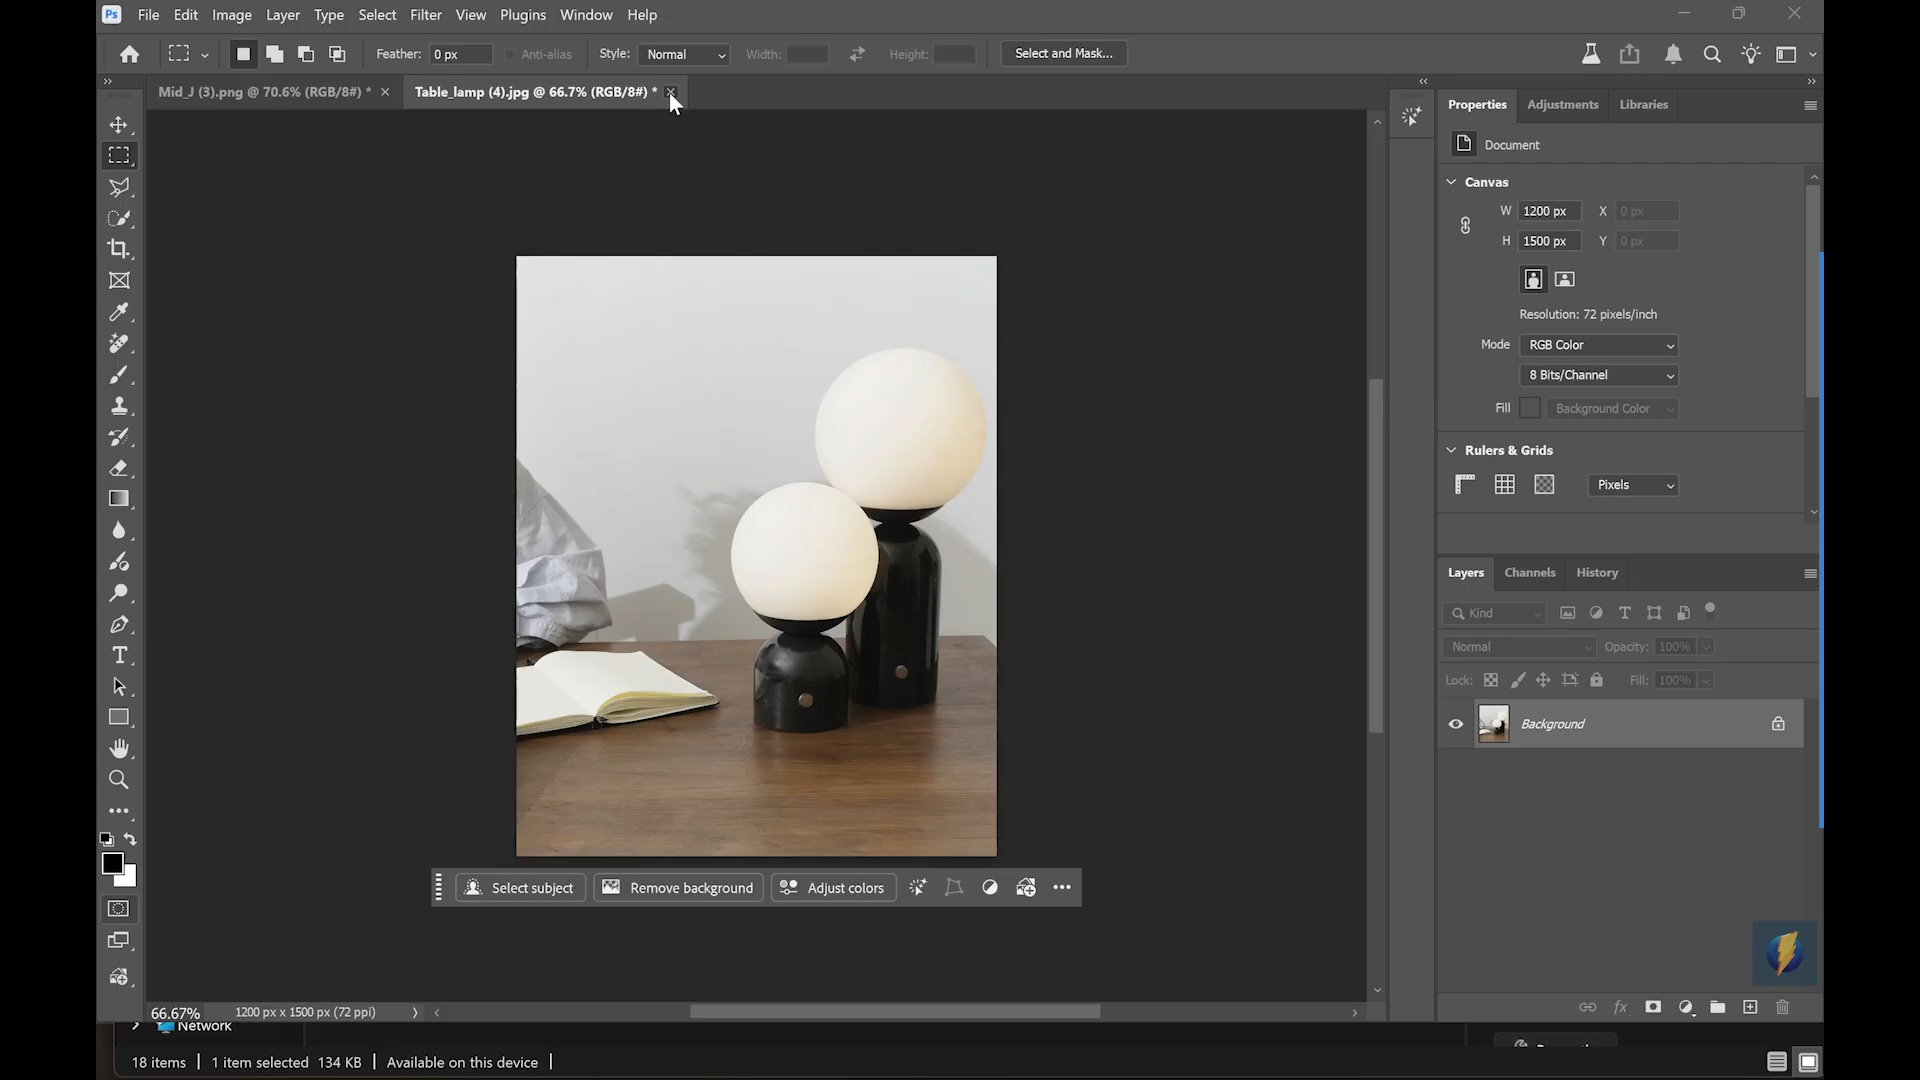 Ps File Edit Image Layer Type Select Filter View Plugins Window Help
Feather: 0 px Anti-alias Style: Normal Width: Height: Select and Mask...
Mid_J (3).png @ 70.6% (RGB/8#) * Table_lamp (4).jpg @ 66.7% (RGB/8#) *
Properties Adjustments Libraries
Document
Canvas
W 1200 px X 0 px
H 1500 px Y 0 px
Resolution: 72 pixels/inch
Mode RGB Color
8 Bits/Channel
Fill Background Color
Rulers & Grids
Pixels
Layers Channels History
Kind
Normal Opacity: 100%
Lock: Fill: 100%
Background
Select subject Remove background Adjust colors
66.67% 1200 px x 1500 px (72 ppi)
Network
18 items 1 item selected 134 KB Available on this device